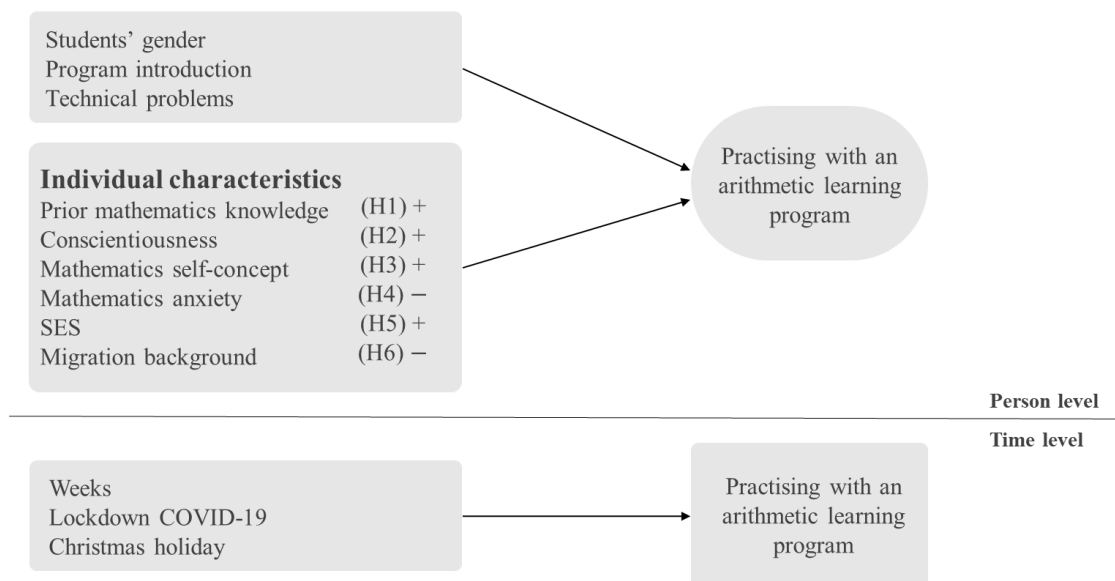 Students’ gender
Program introduction
Technical problems
Individual characteristics
Prior mathematics knowledge (H1) +
Conscientiousness (H2) +
Mathematics self-concept (H3) +
Mathematics anxiety (H4) −
SES (H5) +
Migration background (H6) −
Practising with an
arithmetic learning
program
Person level
Time level
Weeks
Lockdown COVID-19
Christmas holiday
Practising with an
arithmetic learning
program